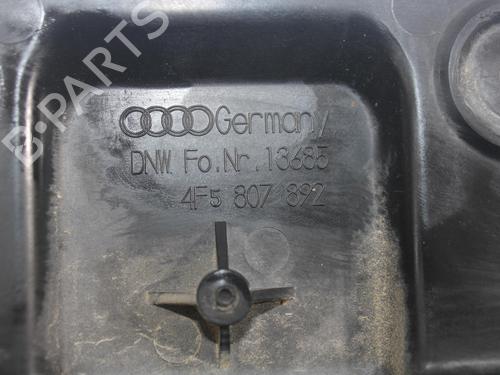 B-PARTS
Germany
DNW. Fo.Nr.13685
4F5 807 892